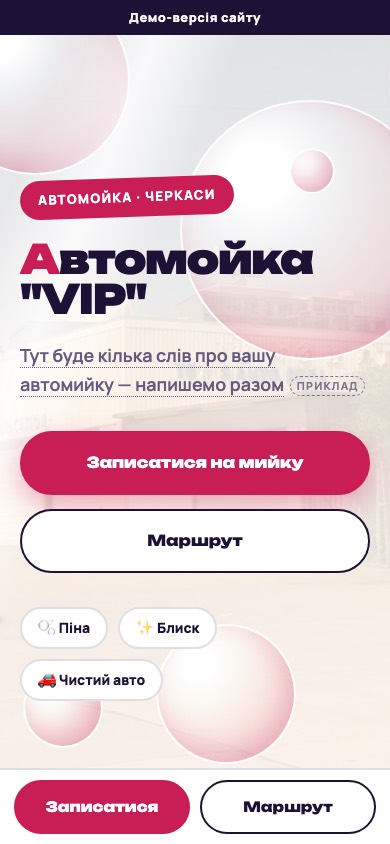 Демо-версія сайту
АВТОМОЙКА · ЧЕРКАСИ
Автомойка
"VIP"
Тут буде кілька слів про вашу
автомийку — напишемо разом ПРИКЛАД
Записатися на мийку
Маршрут
🫧 Піна ✨ Блиск
🚗 Чистий авто
Записатися Маршрут